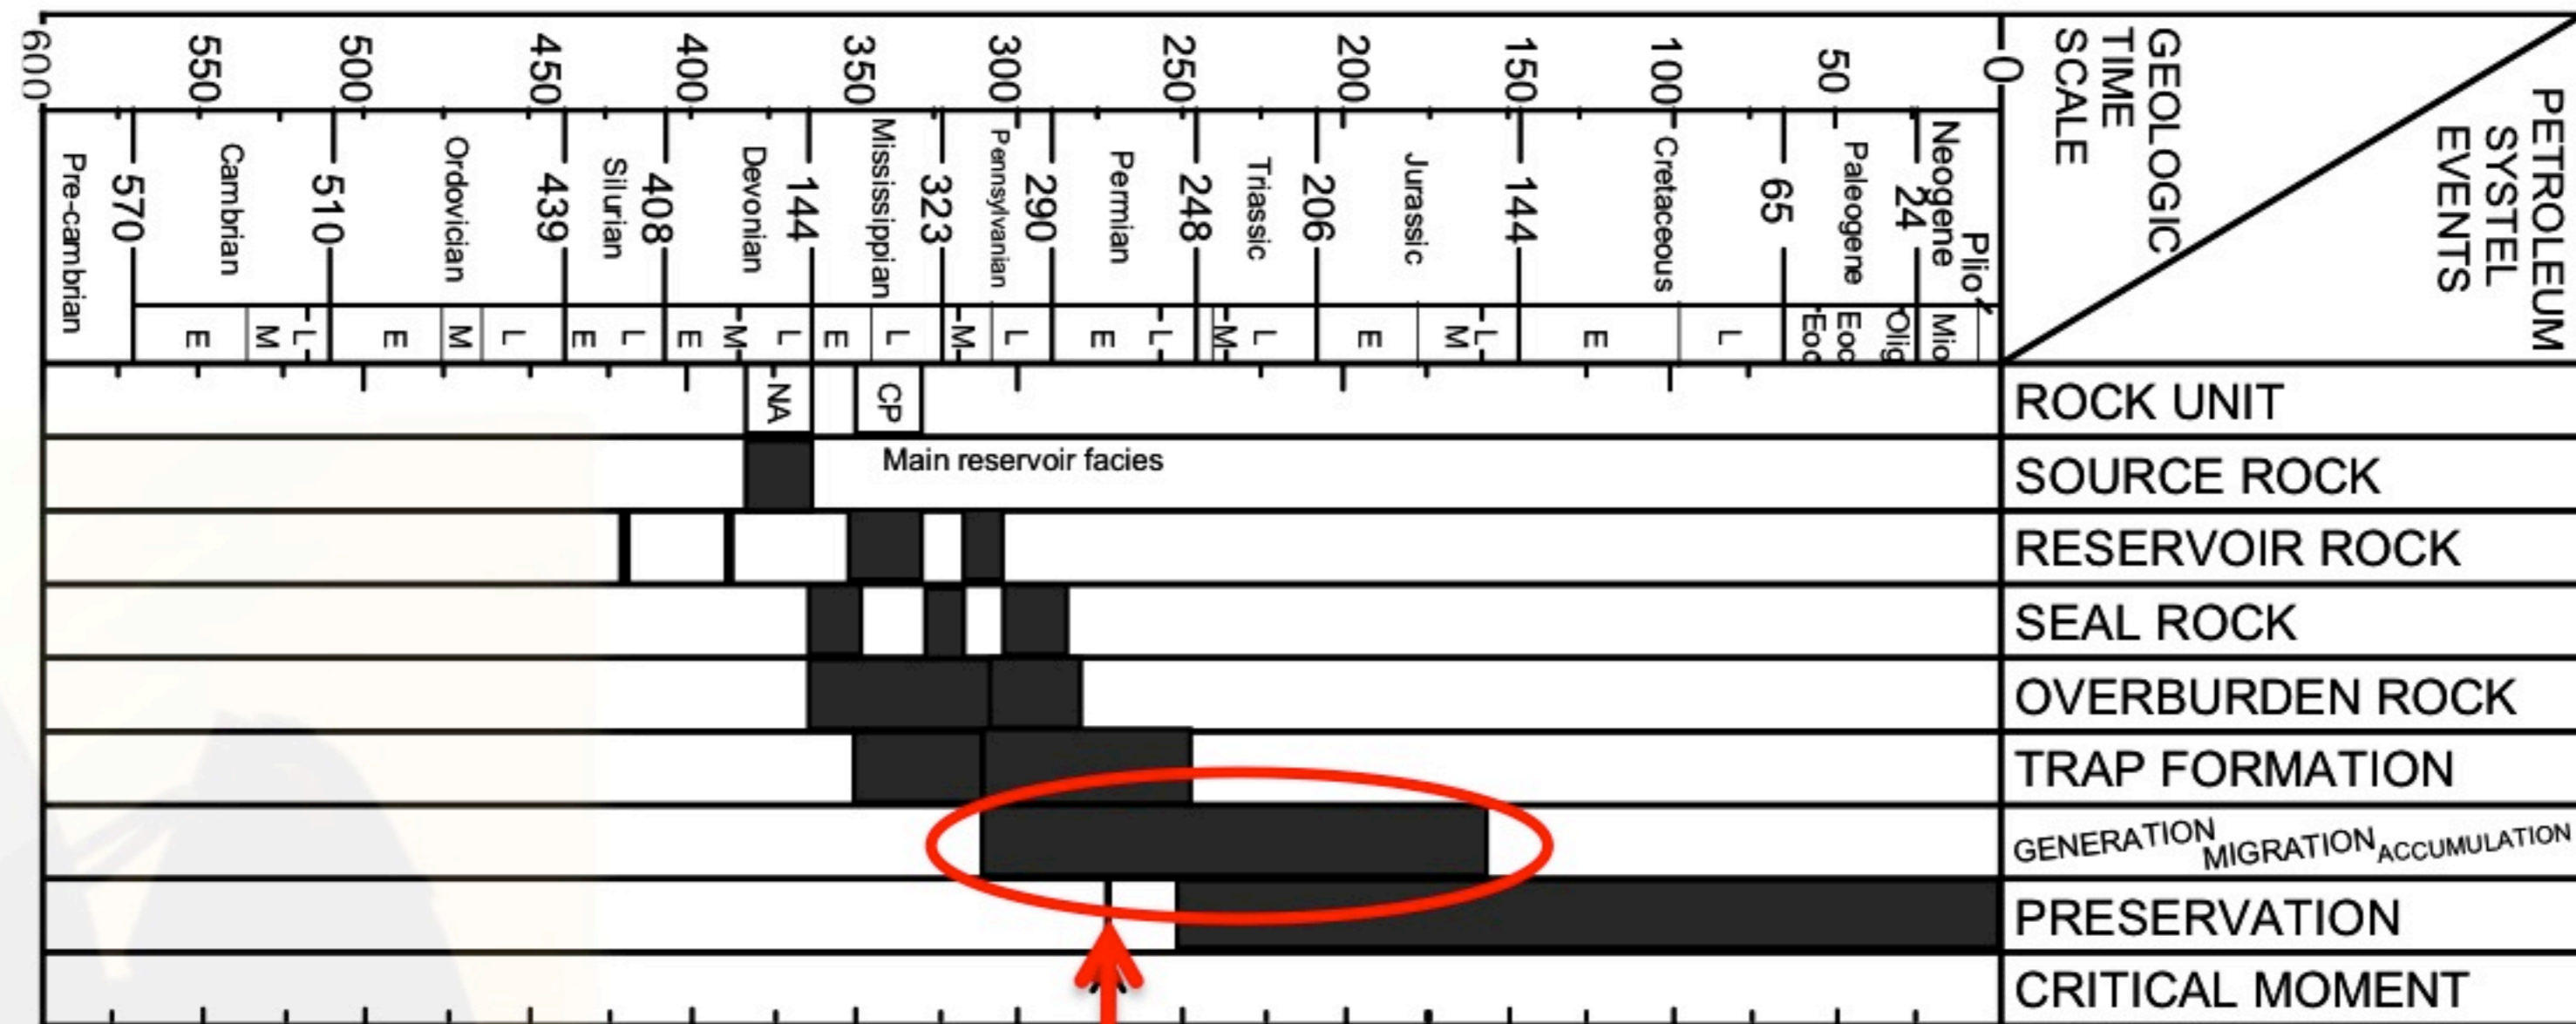 600
550
500
450
400
350
300
250
200
150
100
50
0
GEOLOGIC
TIME
SCALE
PETROLEUM
SYSTEL
EVENTS
Pre-cambrian
570
Cambrian
510
Ordovician
439
Silurian
408
Devonian
144
Mississippian
323
Pennsylvanian
290
Permian
248
Triassic
206
Jurassic
144
Cretaceous
65
Paleogene
24
Neogene
Plio
E
M
L
E
M
L
E
L
E
M
L
E
L
M
L
E
L
M
L
E
M
L
E
L
Eoc
Eoc
Olig
Mio
NA
CP
ROCK UNIT
Main reservoir facies
SOURCE ROCK
RESERVOIR ROCK
SEAL ROCK
OVERBURDEN ROCK
TRAP FORMATION
GENERATION MIGRATION ACCUMULATION
PRESERVATION
CRITICAL MOMENT